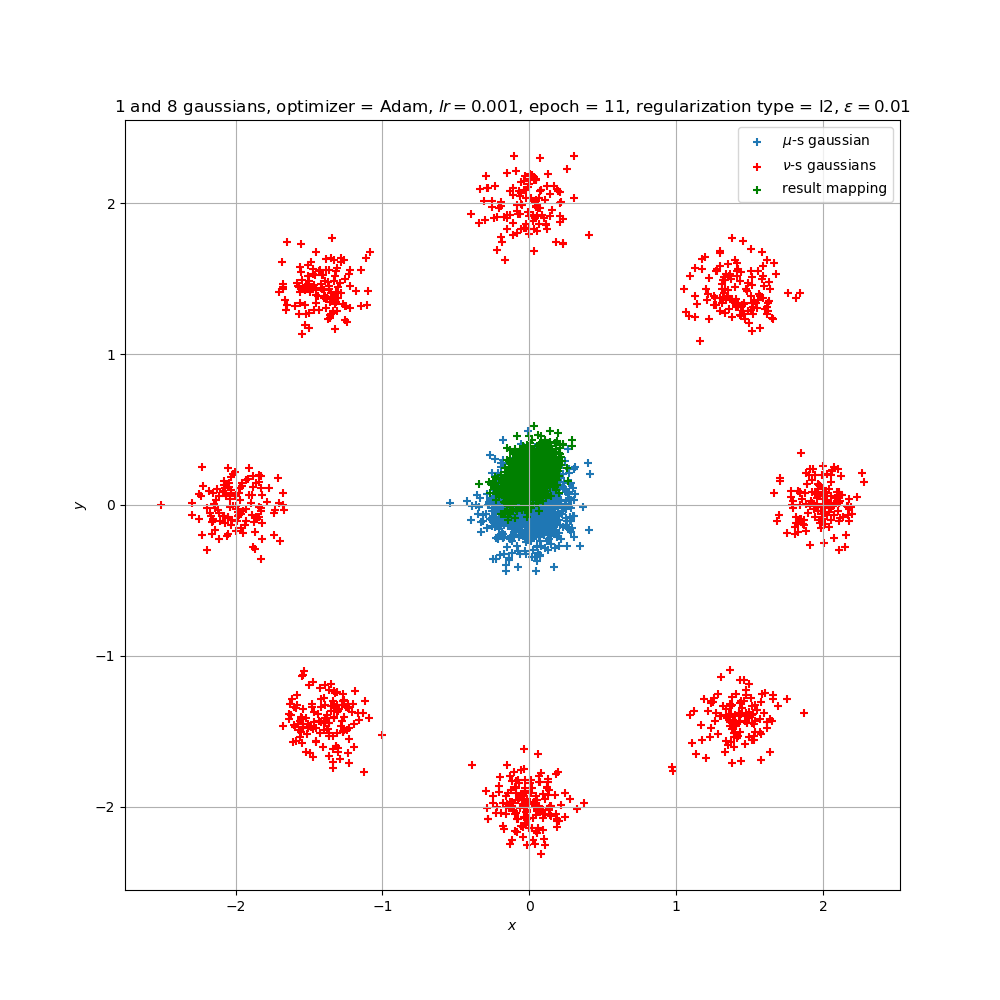 1 and 8 gaussians, optimizer = Adam, lr = 0.001, epoch = 11, regularization type = l2, ε = 0.01
μ-s gaussian
ν-s gaussians
result mapping
2
1
0
−1
−2
y
−2 −1 0 1 2
x